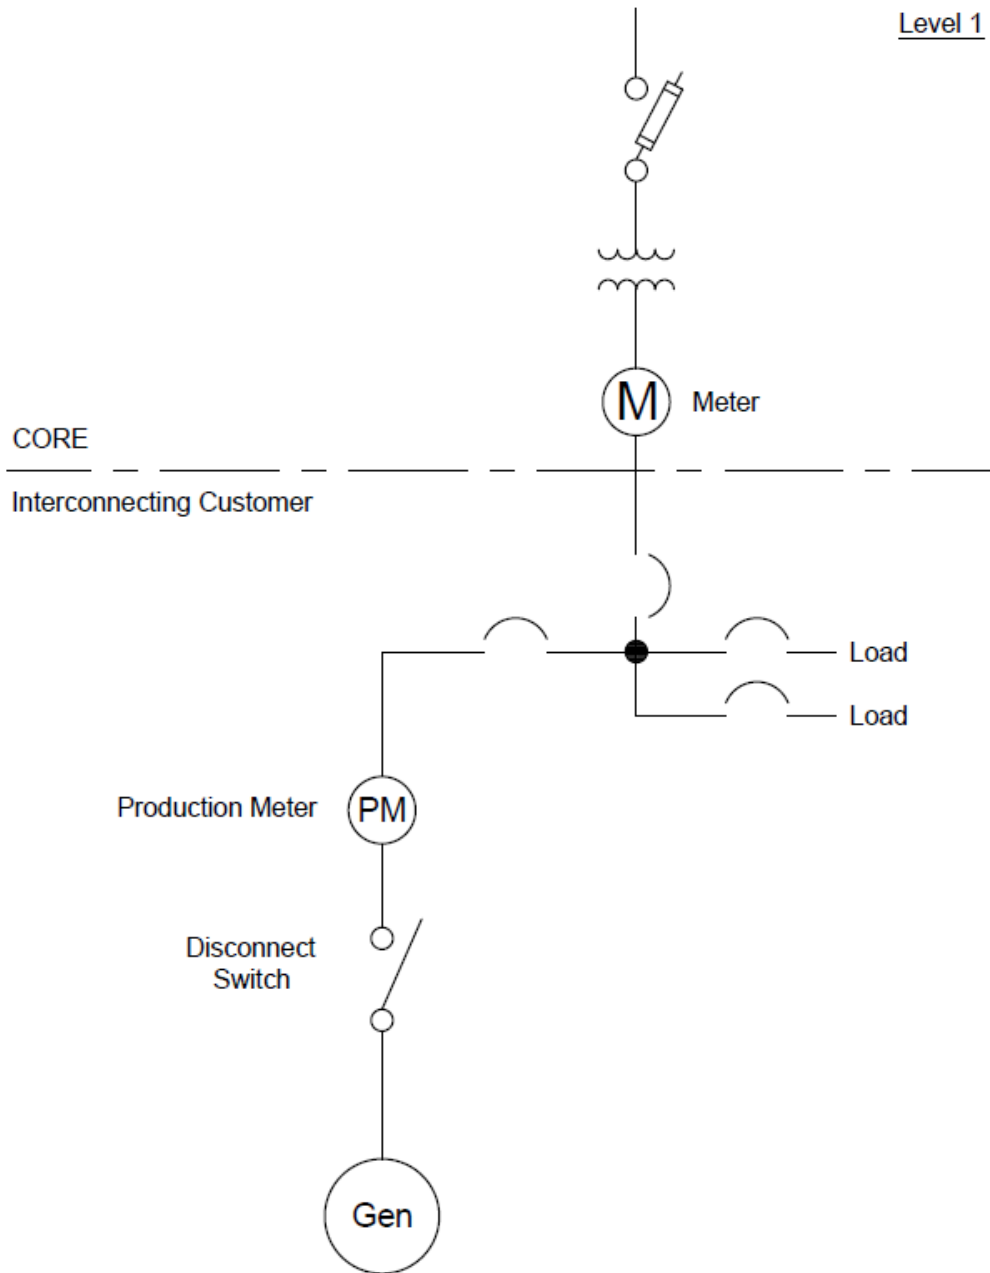 Level 1
M
Meter
CORE
Interconnecting Customer
Load
Load
Production Meter
PM
Disconnect
Switch
Gen